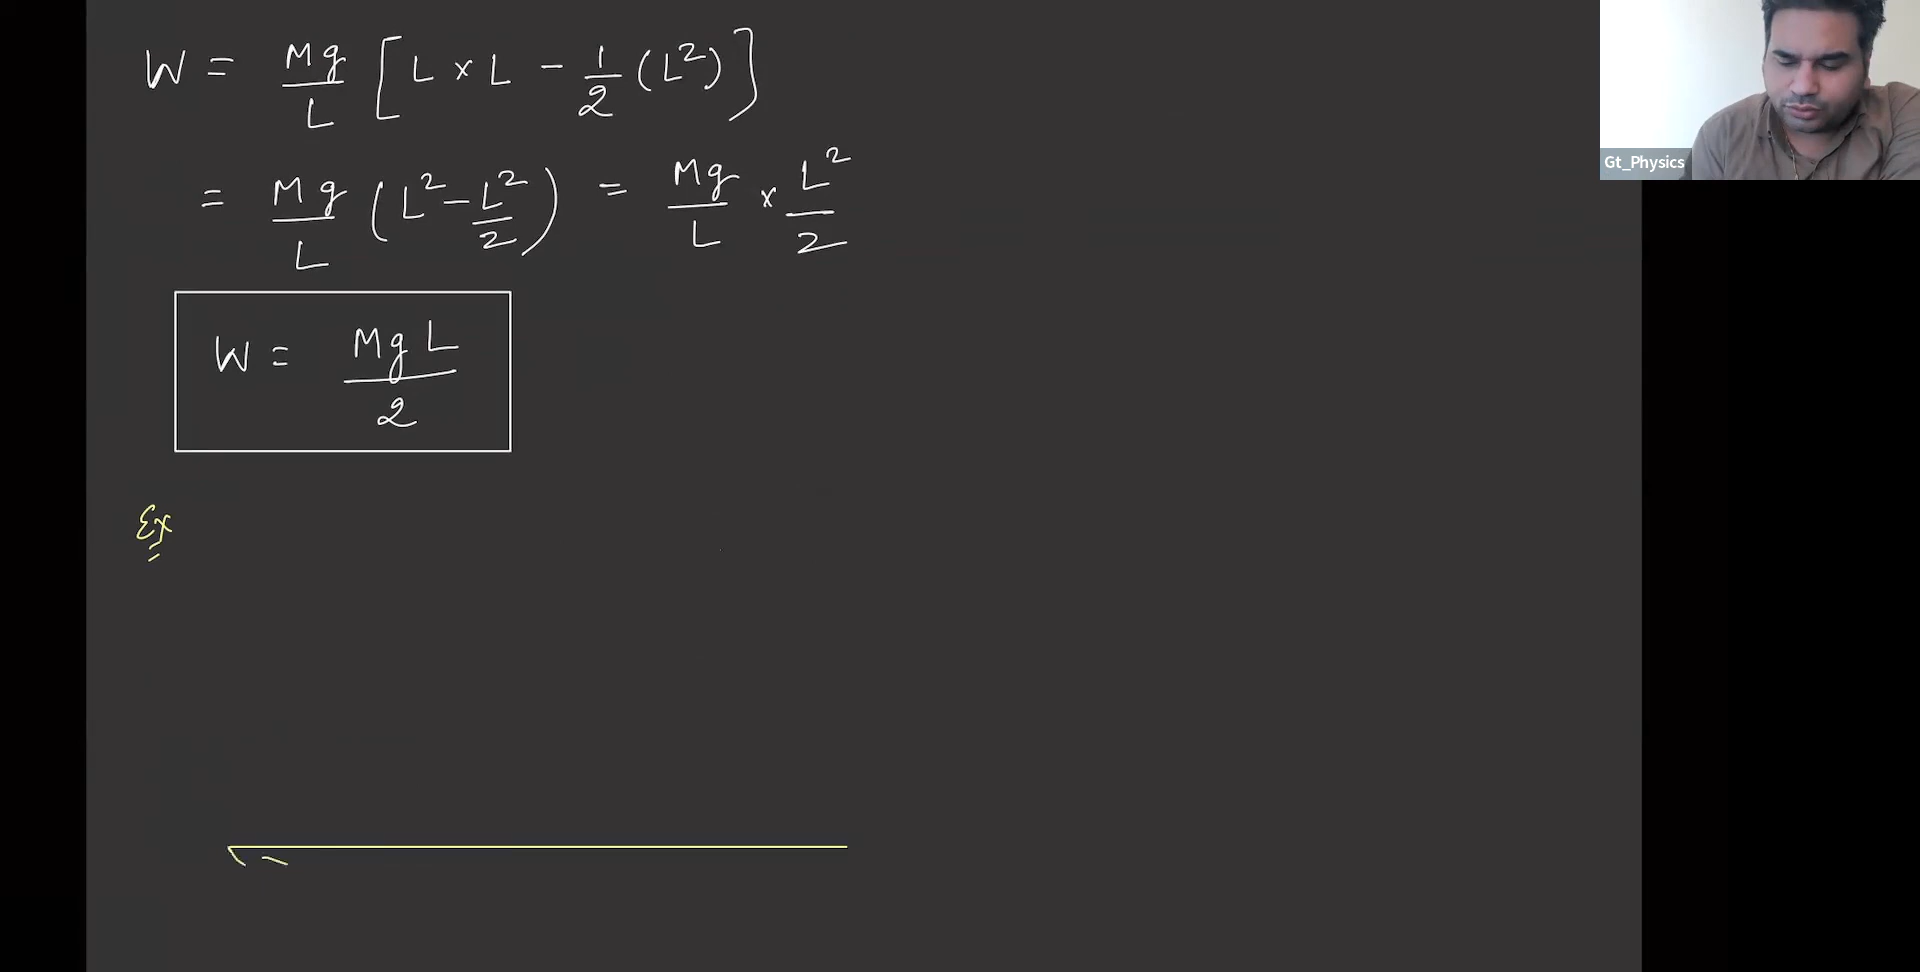 W = Mg/L [L × L − 1/2 (L²)]
= Mg/L (L² − L²/2) = Mg/L × L²/2
W = MgL/2
Ex
Gt_Physics